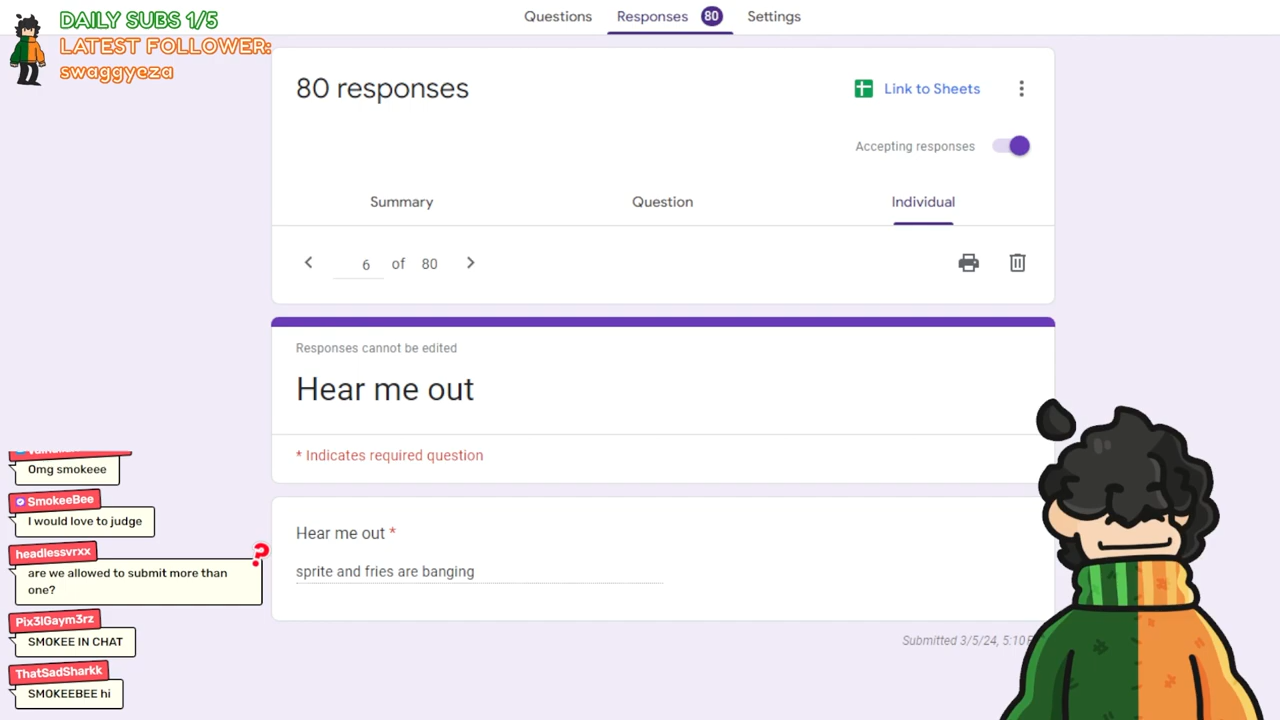 DAILY SUBS 1/5
LATEST FOLLOWER:
swaggyeza
Questions
Responses 80
Settings
80 responses
Link to Sheets
Accepting responses
Summary
Question
Individual
6 of 80
Responses cannot be edited
Hear me out
* Indicates required question
Hear me out *
sprite and fries are banging
Submitted 3/5/24, 5:10
Omg smokeee
SmokeeBee
I would love to judge
headlessvrxx
?
are we allowed to submit more than
one?
Pix3lGaym3rz
SMOKEE IN CHAT
ThatSadSharkk
SMOKEEBEE hi